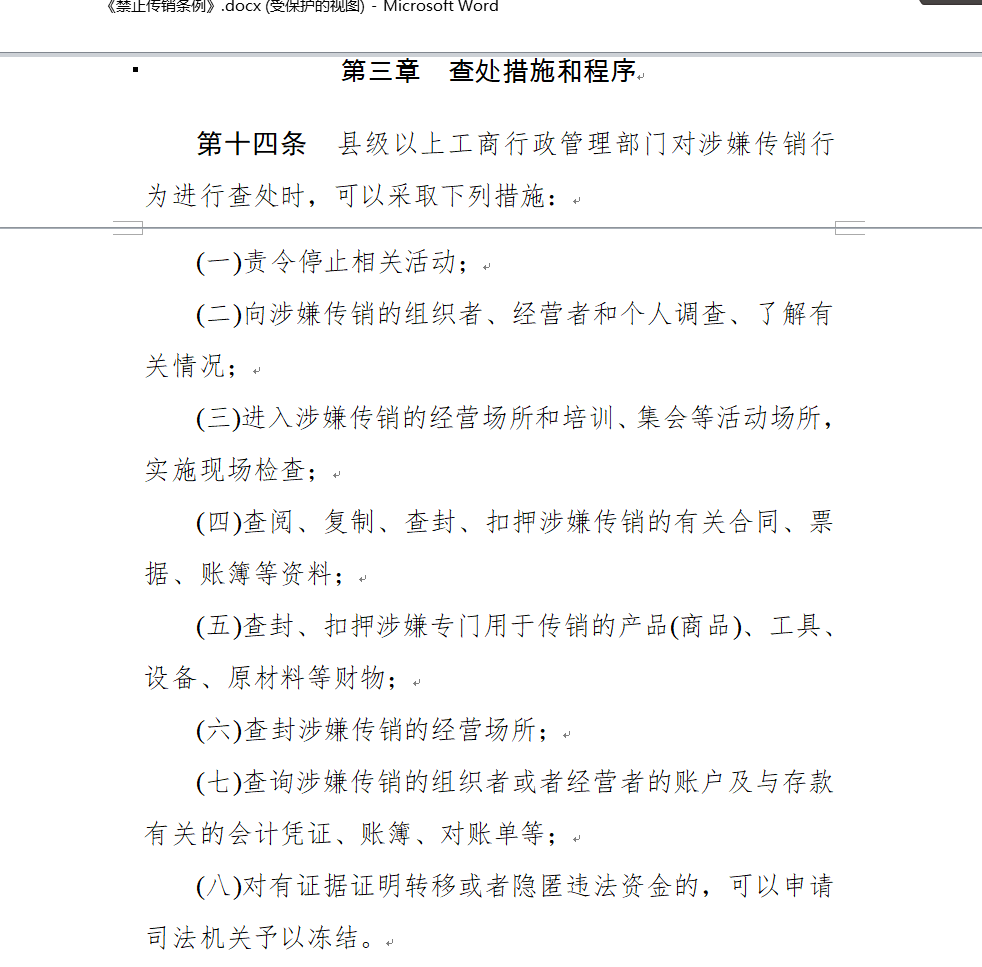 《禁止传销条例》.docx (受保护的视图) - Microsoft Word
第三章　查处措施和程序
第十四条　县级以上工商行政管理部门对涉嫌传销行
为进行查处时，可以采取下列措施：
(一)责令停止相关活动；
(二)向涉嫌传销的组织者、经营者和个人调查、了解有
关情况；
(三)进入涉嫌传销的经营场所和培训、集会等活动场所，
实施现场检查；
(四)查阅、复制、查封、扣押涉嫌传销的有关合同、票
据、账簿等资料；
(五)查封、扣押涉嫌专门用于传销的产品(商品)、工具、
设备、原材料等财物；
(六)查封涉嫌传销的经营场所；
(七)查询涉嫌传销的组织者或者经营者的账户及与存款
有关的会计凭证、账簿、对账单等；
(八)对有证据证明转移或者隐匿违法资金的，可以申请
司法机关予以冻结。